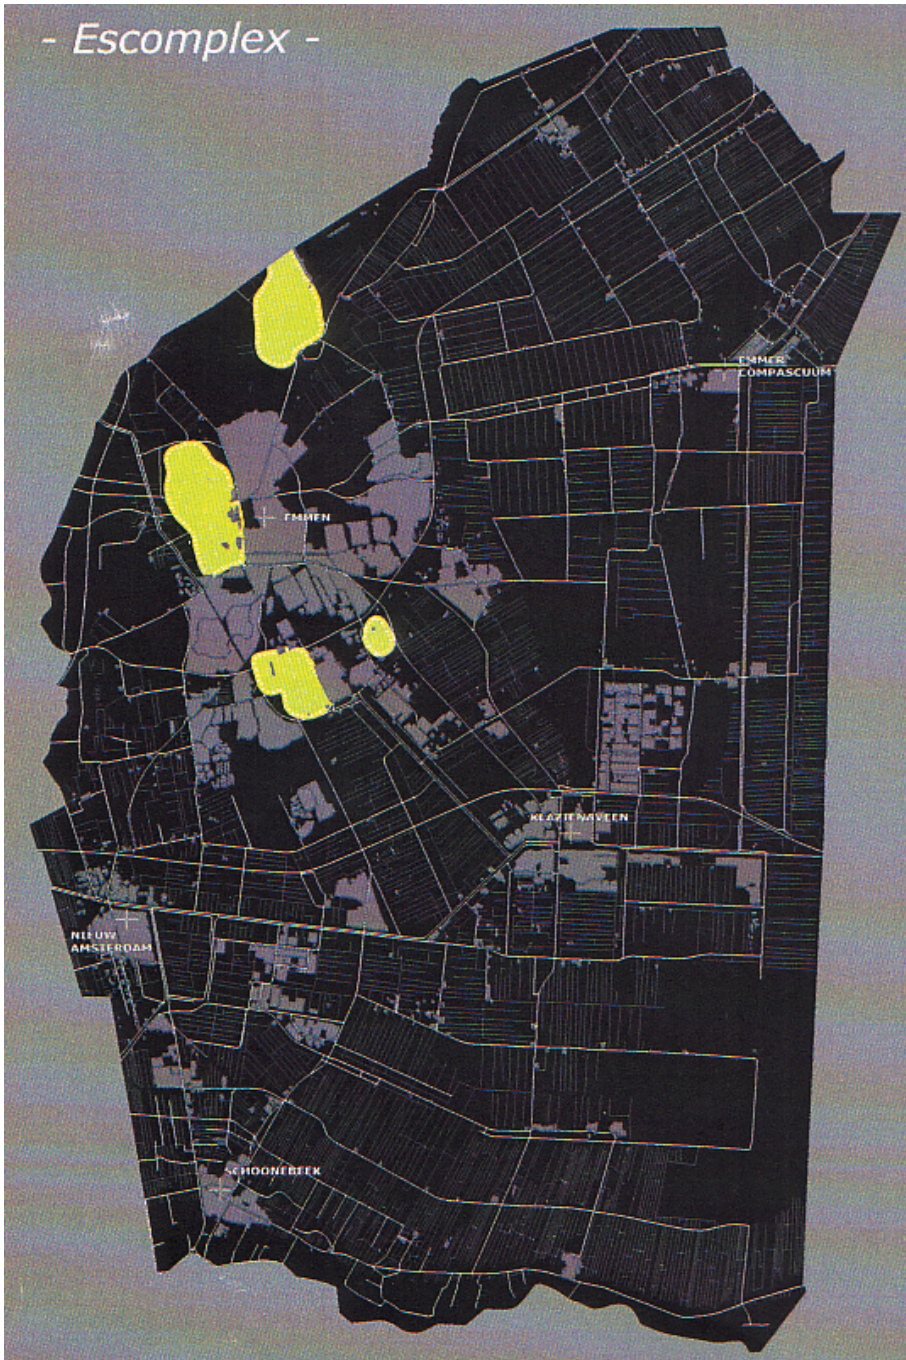 - Escomplex -
EMMER
COMPASCUUM
EMMEN
KLAZIENAVEEN
NIEUW
AMSTERDAM
SCHOONEBEEK